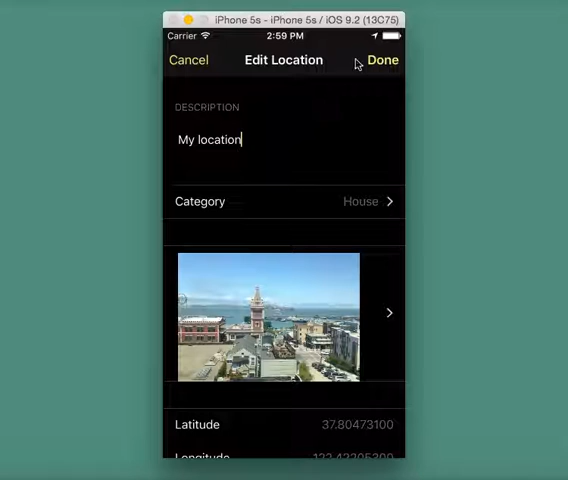 iPhone 5s - iPhone 5s / iOS 9.2 (13C75)
Carrier 2:59 PM
Cancel Edit Location Done
DESCRIPTION
My location
Category House
Latitude 37.80473100
Longitude